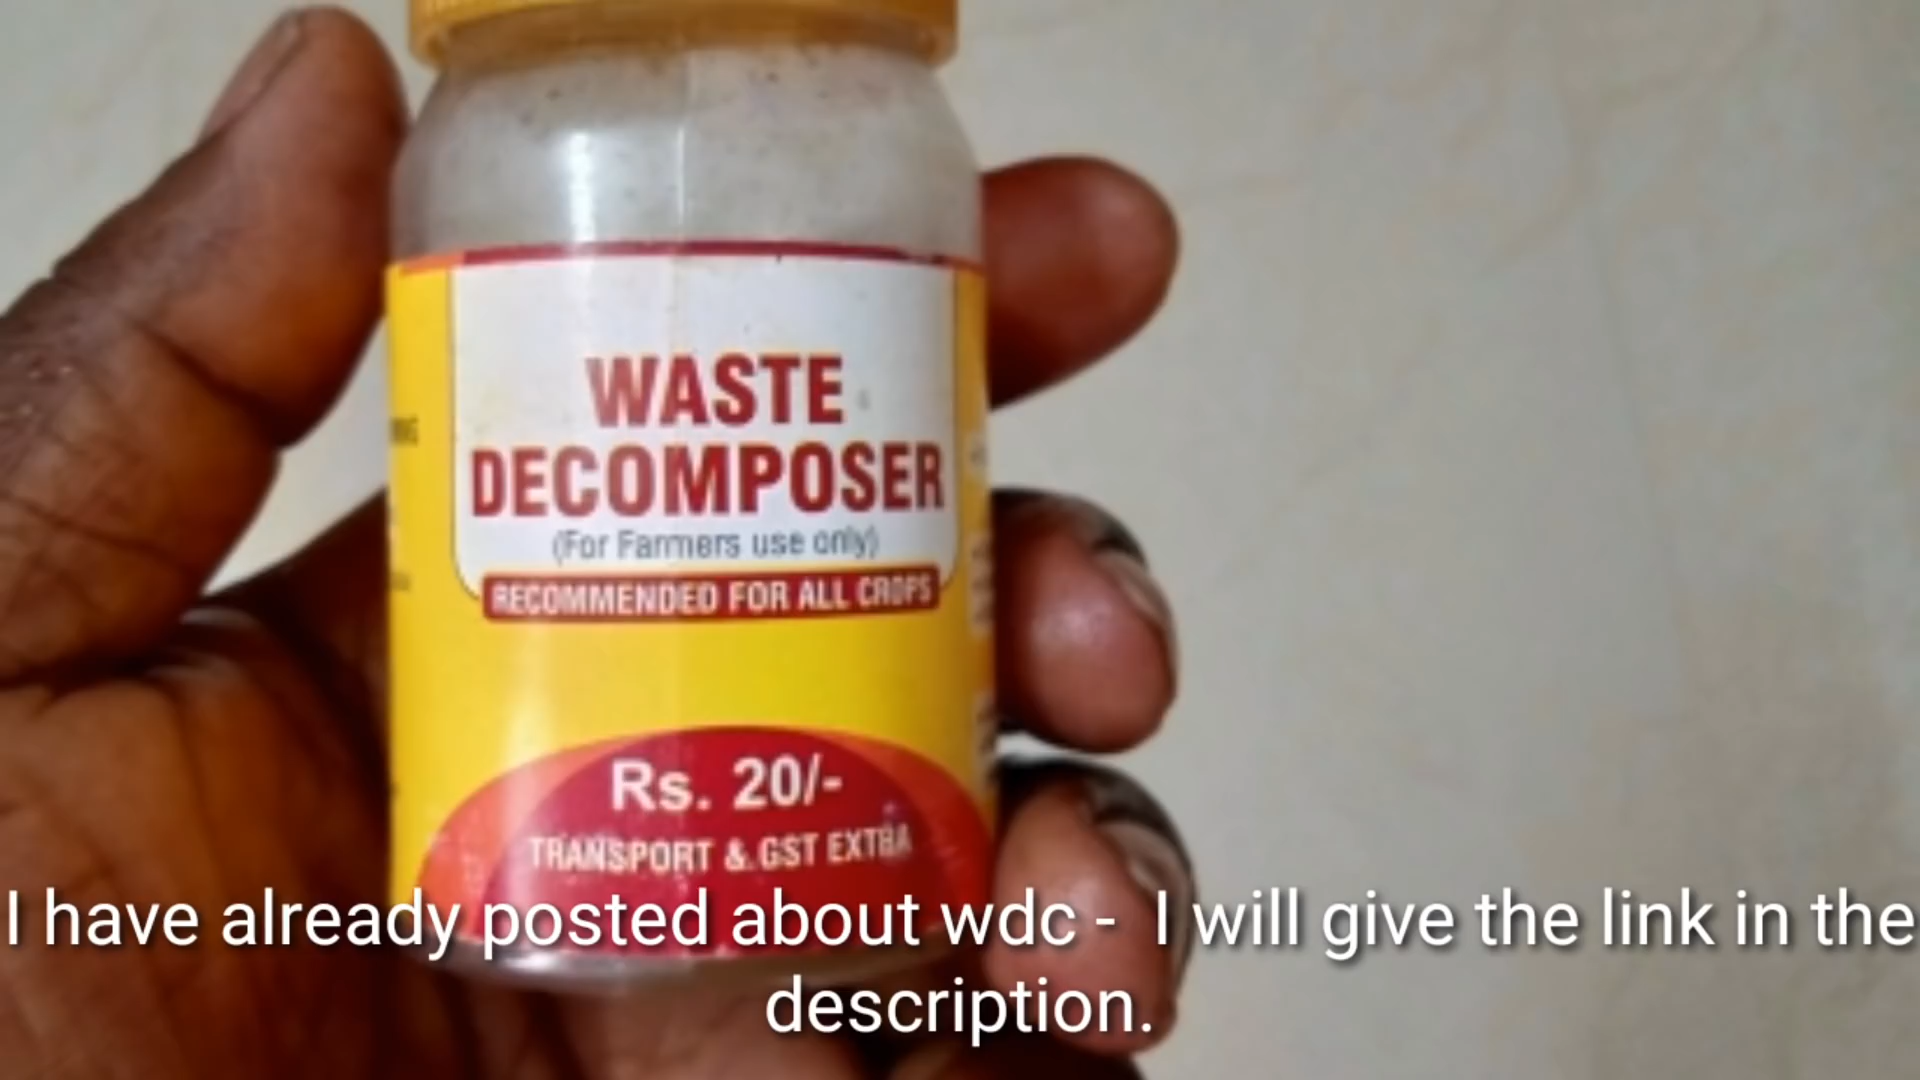 WASTE
DECOMPOSER
(For Farmers use only)
RECOMMENDED FOR ALL CROPS
Rs. 20/-
TRANSPORT & GST EXTRA
I have already posted about wdc - I will give the link in the
description.